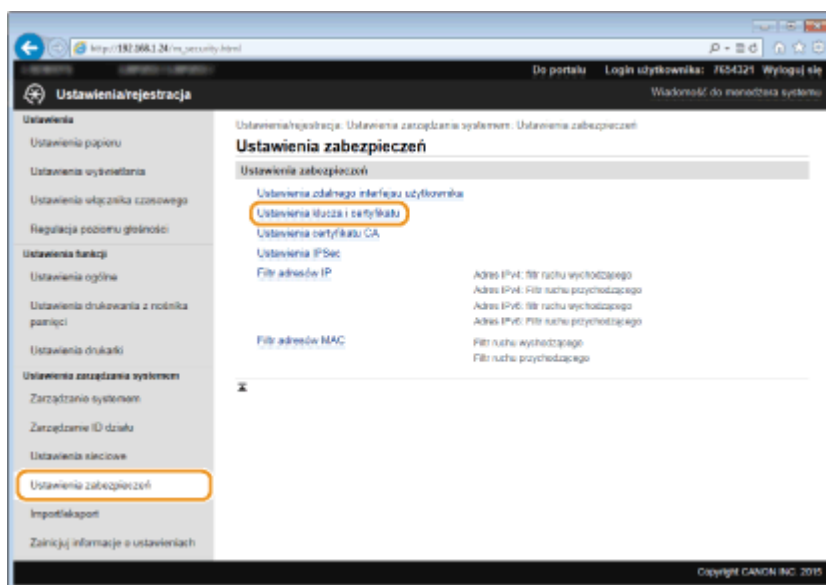 http://192.168.1.24/m_security.html
Do portalu Login użytkownika: 7654321 Wyloguj się
Ustawienia/rejestracja
Wiadomość do menedżera systemu
Ustawienia
Ustawienia papieru
Ustawienia wyświetlania
Ustawienia włącznika czasowego
Regulacja poziomu głośności
Ustawienia funkcji
Ustawienia ogólne
Ustawienia drukowania z nośnika
pamięci
Ustawienia drukarki
Ustawienia zarządzania systemem
Zarządzanie systemem
Zarządzanie ID działu
Ustawienia sieciowe
Ustawienia zabezpieczeń
Import/eksport
Zainicjuj informacje o ustawieniach
Ustawienia/rejestracja: Ustawienia zarządzania systemem: Ustawienia zabezpieczeń
Ustawienia zabezpieczeń
Ustawienia zabezpieczeń
Ustawienia zdalnego interfejsu użytkownika
Ustawienia klucza i certyfikatu
Ustawienia certyfikatu CA
Ustawienia IPSec
Filtr adresów IP
Adres IPv4: filtr ruchu wychodzącego
Adres IPv4: Filtr ruchu przychodzącego
Adres IPv6: filtr ruchu wychodzącego
Adres IPv6: Filtr ruchu przychodzącego
Filtr adresów MAC
Filtr ruchu wychodzącego
Filtr ruchu przychodzącego
Copyright CANON INC. 2015